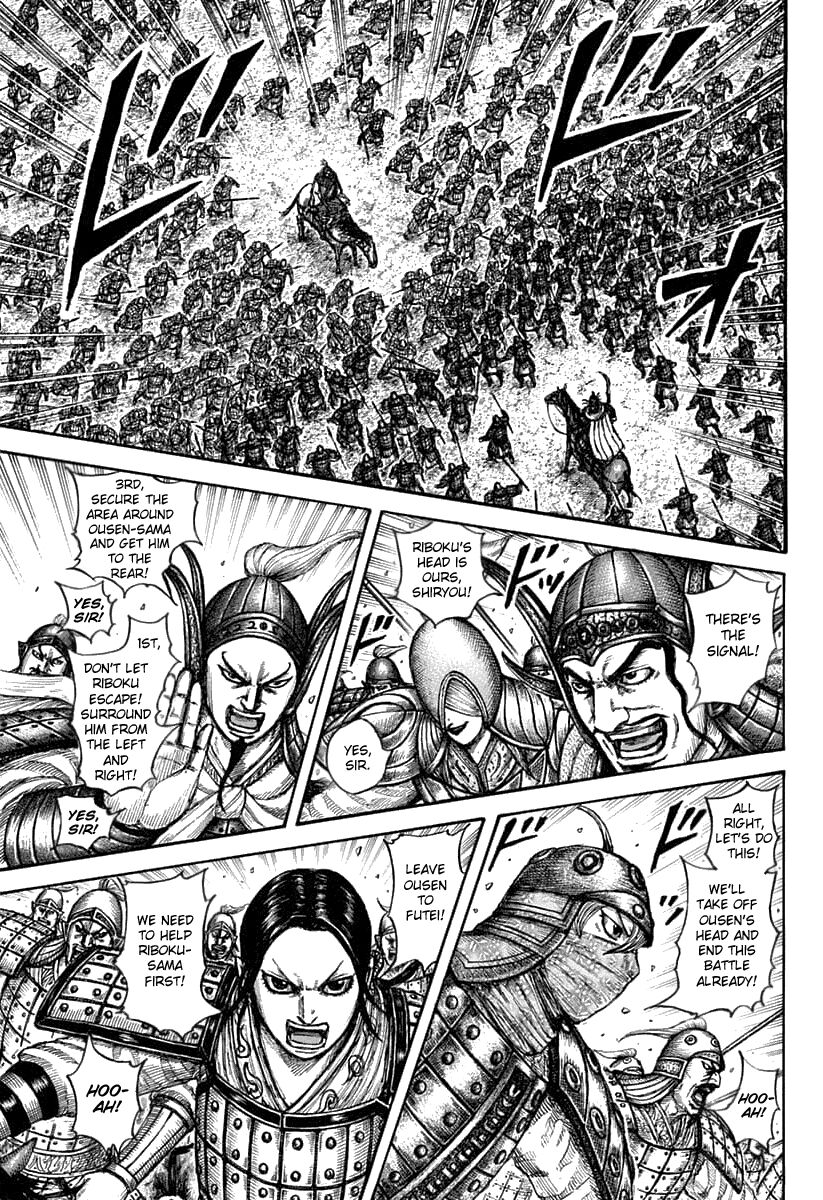 ドドォ
THERE'S
THE
SIGNAL!
RIBOKU'S
HEAD IS
OURS,
SHIRYOU!
YES,
SIR.
ドドッ
ドド
3RD,
SECURE THE
AREA AROUND
OUSEN-SAMA
AND GET HIM
TO THE
REAR!
YES,
SIR!
1ST,
DON'T LET
RIBOKU
ESCAPE!
SURROUND
HIM FROM
THE LEFT
AND
RIGHT!
YES,
SIR!
ALL
RIGHT,
LET'S DO
THIS!
WE'LL
TAKE OFF
OUSEN'S
HEAD AND
END THIS
BATTLE
ALREADY!
HOO-
AH!
ドド
ドド
LEAVE
OUSEN
TO
FUTEI!
WE NEED
TO HELP
RIBOKU-
SAMA
FIRST!
HOO-
AH!